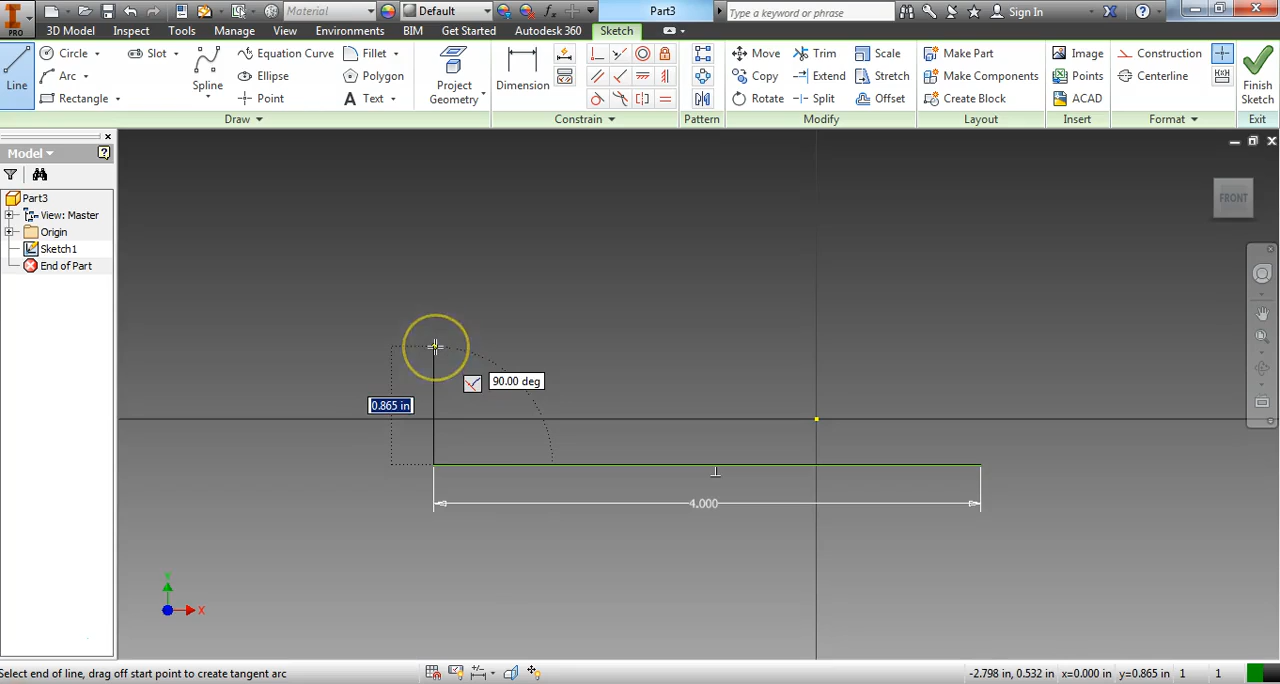 Material
Default
fx
Part3
Type a keyword or phrase
Sign In
PRO
3D Model
Inspect
Tools
Manage
View
Environments
BIM
Get Started
Autodesk 360
Sketch
Line
Circle
Arc
Rectangle
Slot
Spline
Equation Curve
Ellipse
Point
Fillet
Polygon
A Text
Project
Geometry
Dimension
Move
Copy
Rotate
Trim
Extend
Split
Scale
Stretch
Offset
Make Part
Make Components
Create Block
Image
Points
ACAD
Construction
Centerline
Finish
Sketch
Draw
Constrain
Pattern
Modify
Layout
Insert
Format
Exit
Model
Part3
View: Master
Origin
Sketch1
End of Part
FRONT
90.00 deg
0.865 in
4.000
Y
X
Select end of line, drag off start point to create tangent arc
-2.798 in, 0.532 in x=0.000 in y=0.865 in 1 1